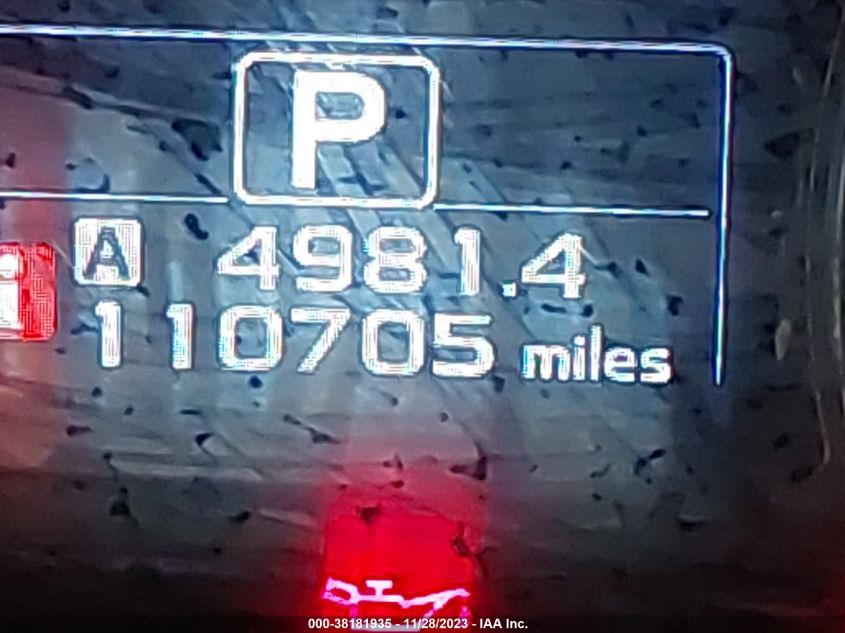 P
A 4981.4
110705 miles
000-38181935 - 11/28/2023 - IAA Inc.